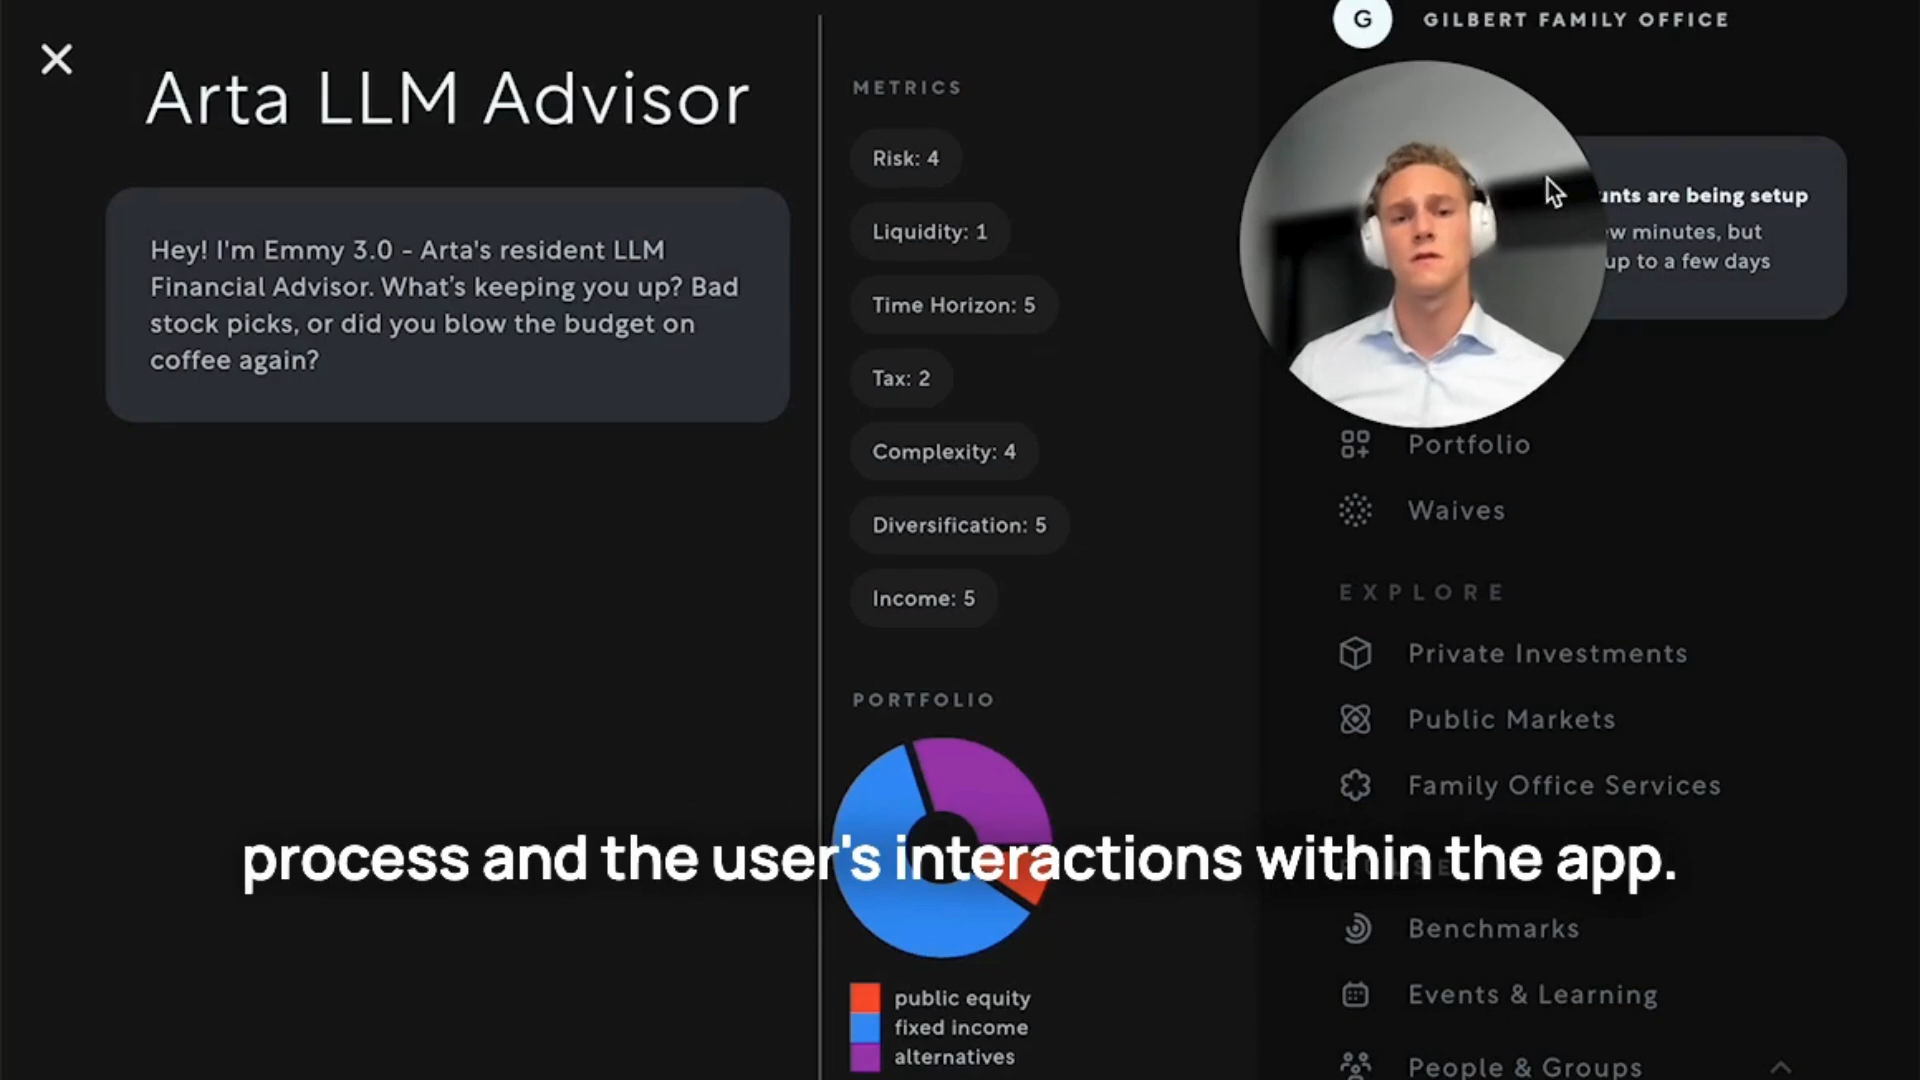 Arta LLM Advisor
Hey! I'm Emmy 3.0 - Arta's resident LLM
Financial Advisor. What's keeping you up? Bad
stock picks, or did you blow the budget on
coffee again?
METRICS
Risk: 4
Liquidity: 1
Time Horizon: 5
Tax: 2
Complexity: 4
Diversification: 5
Income: 5
PORTFOLIO
public equity
fixed income
alternatives
G GILBERT FAMILY OFFICE
are being setup
minutes, but
up to a few days
Portfolio
Waives
EXPLORE
Private Investments
Public Markets
Family Office Services
Benchmarks
Events & Learning
People & Groups
process and the user's interactions within the app.